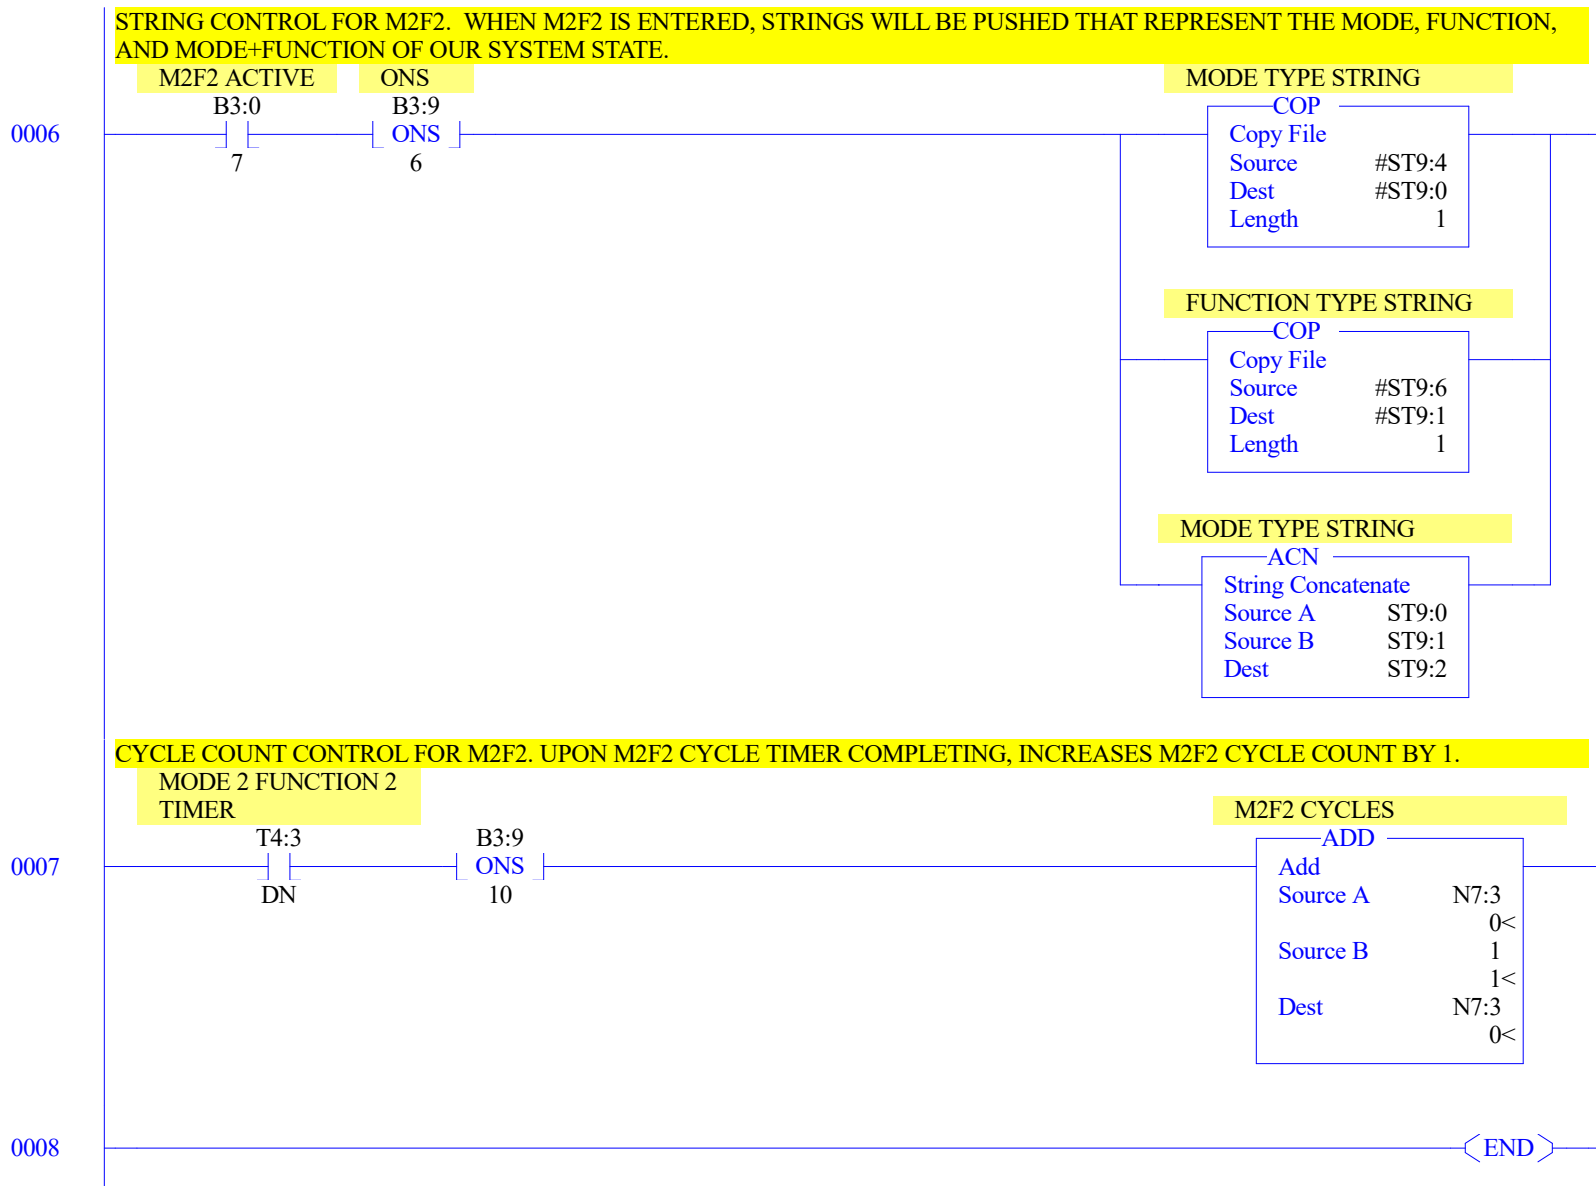 STRING CONTROL FOR M2F2. WHEN M2F2 IS ENTERED, STRINGS WILL BE PUSHED THAT REPRESENT THE MODE, FUNCTION,
AND MODE+FUNCTION OF OUR SYSTEM STATE.
M2F2 ACTIVE ONS MODE TYPE STRING
B3:0 B3:9 COP
0006 ONS Copy File
7 6 Source #ST9:4
Dest #ST9:0
Length 1
FUNCTION TYPE STRING
COP
Copy File
Source #ST9:6
Dest #ST9:1
Length 1
MODE TYPE STRING
ACN
String Concatenate
Source A ST9:0
Source B ST9:1
Dest ST9:2
CYCLE COUNT CONTROL FOR M2F2. UPON M2F2 CYCLE TIMER COMPLETING, INCREASES M2F2 CYCLE COUNT BY 1.
MODE 2 FUNCTION 2
TIMER M2F2 CYCLES
T4:3 B3:9 ADD
0007 ONS Add
DN 10 Source A N7:3
0<
Source B 1
1<
Dest N7:3
0<
0008 END